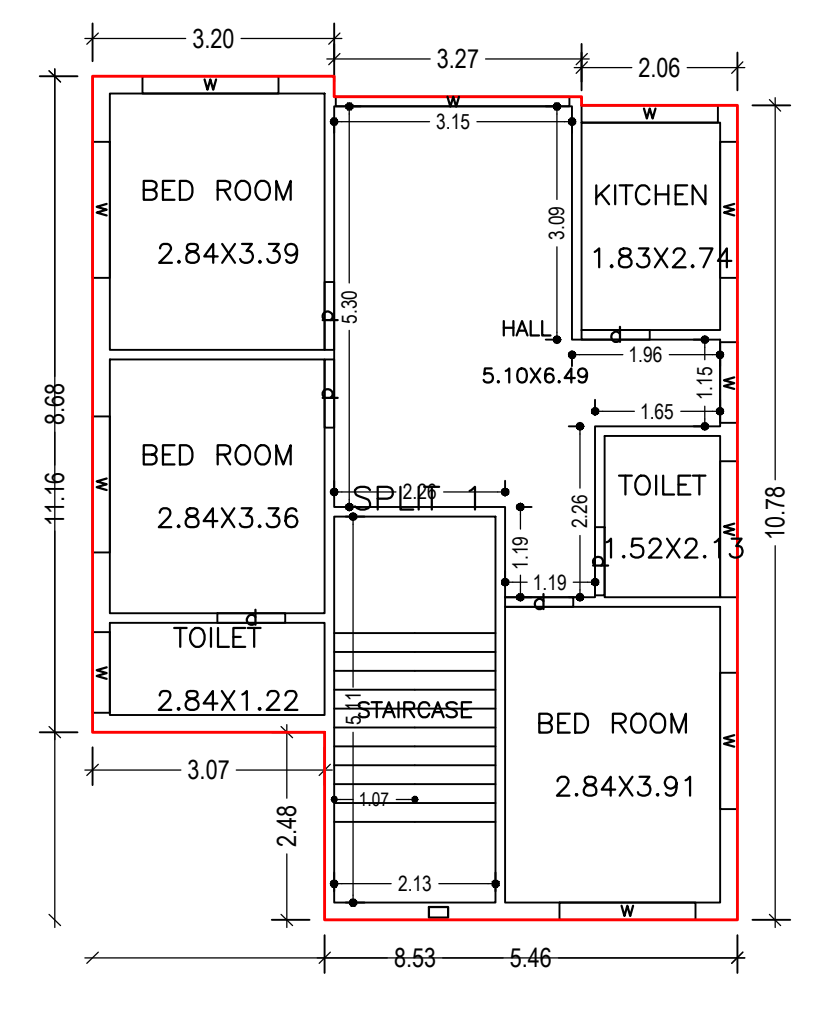 3.20
3.27
2.06
W
W
W
3.15
BED ROOM
2.84X3.39
W
3.09
KITCHEN
1.83X2.74
W
5.30
d
HALL
5.10X6.49
d
1.96
1.15
W
1.65
d
8.68
11.16
BED ROOM
2.84X3.36
W
SPLIT 1
2.26
2.26
1.19
1.19
TOILET
1.52X2.13
W
d
10.78
d
d
TOILET
2.84X1.22
W
5.11
STAIRCASE
BED ROOM
2.84X3.91
W
3.07
2.48
1.07
2.13
W
8.53
5.46